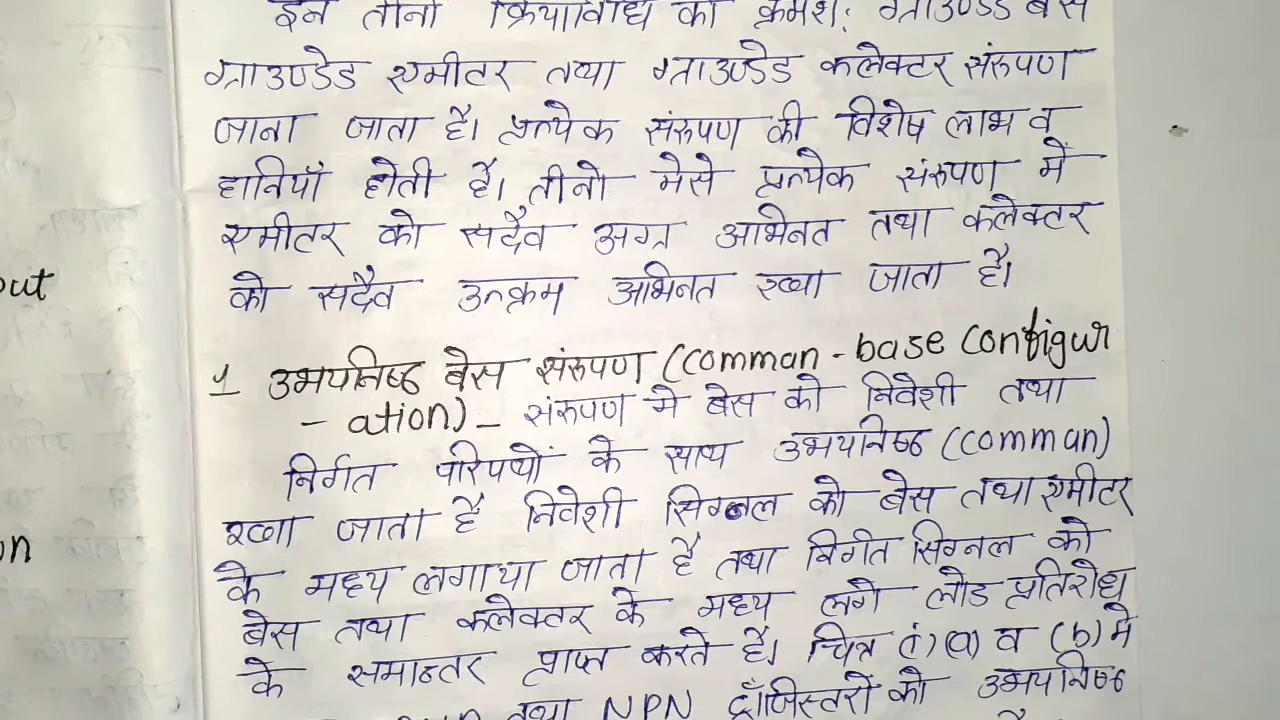 इन तीनो क्रियाविधि को क्रमश: ग्राउण्डेड बेस
ग्राउण्डेड एमीटर तथा ग्राउण्डेड कलेक्टर संरुपण
जाना जाता है। प्रत्येक संरुपण की विशेष लाभ व
हानियाँ होती है। तीनो मेसे प्रत्येक संरुपण में
एमीटर को सदैव अग्र अभिनत तथा कलेक्टर
को सदैव उत्क्रम अभिनत रखा जाता है।
1 उभयनिष्ठ बेस संरुपण (comman - base configur
- ation) - संरुपण मे बेस को निवेशी तथा
निर्गत परिपथों के साथ उभयनिष्ठ (comman)
रखा जाता है निवेशी सिग्नल को बेस तथा एमीटर
के मध्य लगाया जाता है तथा निर्गत सिग्नल को
बेस तथा कलेक्टर के मध्य लगे लोड प्रतिरोध
के समान्तर प्राप्त करते है। चित्र (i) (a) व (b) मे
तथा NPN ट्राँजिस्टरों को उभयनिष्ठ
out
on